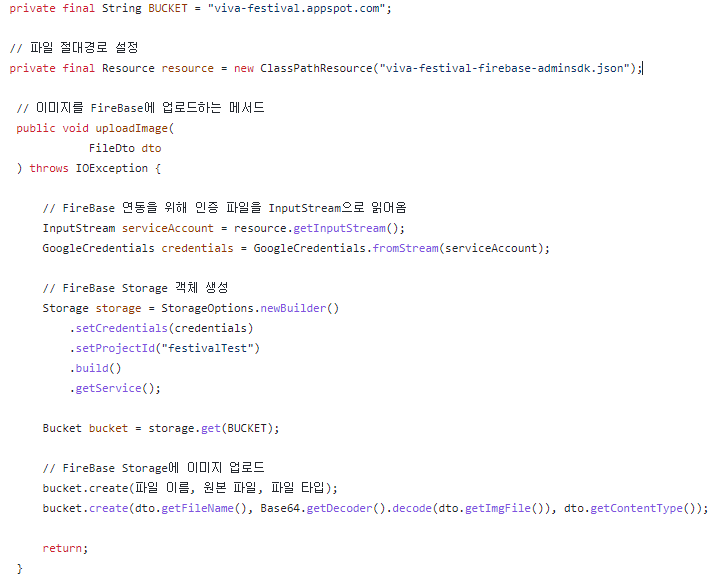 private final String BUCKET = "viva-festival.appspot.com";
// 파일 절대경로 설정
private final Resource resource = new ClassPathResource("viva-festival-firebase-adminsdk.json");
// 이미지를 FireBase에 업로드하는 메서드
public void uploadImage(
FileDto dto
) throws IOException {
// FireBase 연동을 위해 인증 파일을 InputStream으로 읽어옴
InputStream serviceAccount = resource.getInputStream();
GoogleCredentials credentials = GoogleCredentials.fromStream(serviceAccount);
// FireBase Storage 객체 생성
Storage storage = StorageOptions.newBuilder()
.setCredentials(credentials)
.setProjectId("festivalTest")
.build()
.getService();
Bucket bucket = storage.get(BUCKET);
// FireBase Storage에 이미지 업로드
bucket.create(파일 이름, 원본 파일, 파일 타입);
bucket.create(dto.getFileName(), Base64.getDecoder().decode(dto.getImgFile()), dto.getContentType());
return;
}